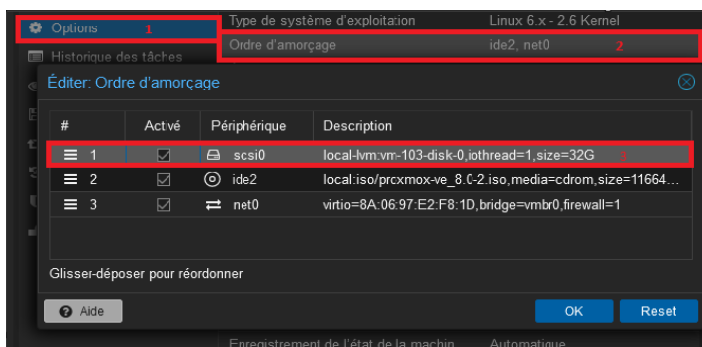 Options 1
Type de système d'exploitation Linux 6.x - 2.6 Kernel
Historique des tâches
Ordre d'amorçage ide2, net0 2
Éditer: Ordre d'amorçage
# Activé Périphérique Description
1 scsi0 local-lvm:vm-103-disk-0,iothread=1,size=32G
2 ide2 local:iso/proxmox-ve_8.0-2.iso,media=cdrom,size=11664...
3 net0 virtio=8A:06:97:E2:F8:1D,bridge=vmbr0,firewall=1
Glisser-déposer pour réordonner
Aide OK Reset
Enregistrement de l'état de la machin Automatique